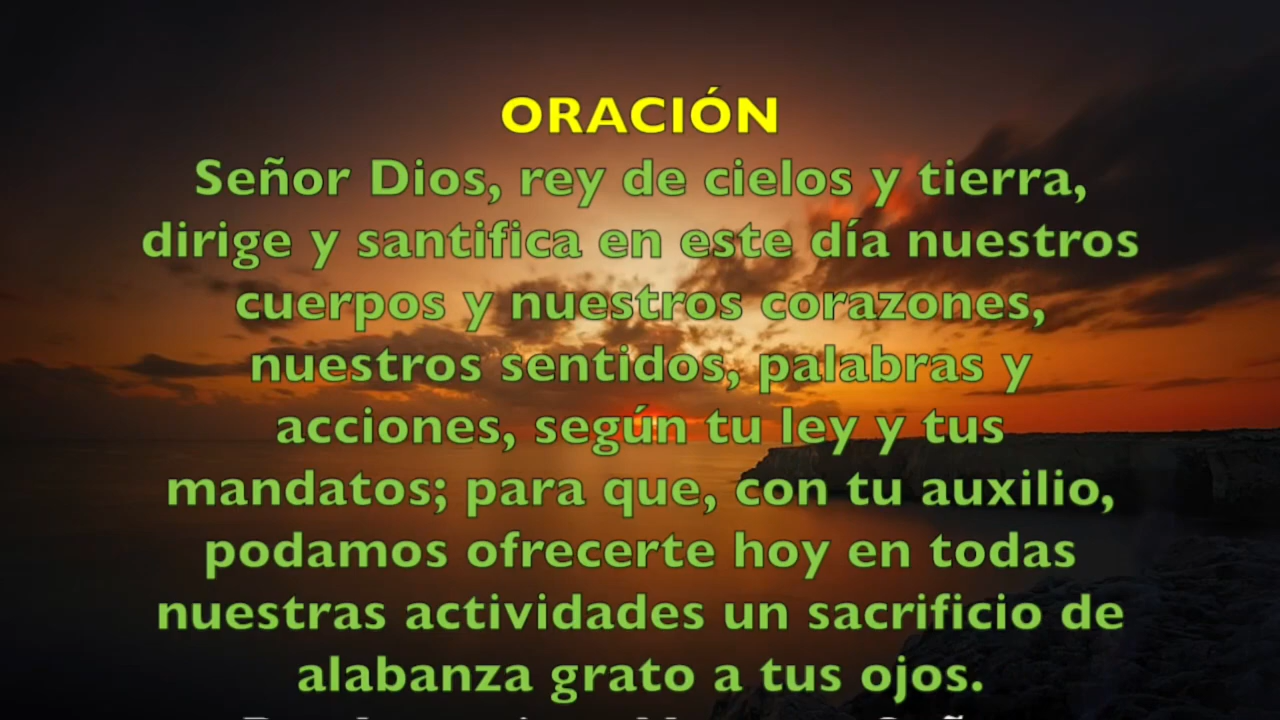 ORACIÓN
Señor Dios, rey de cielos y tierra,
dirige y santifica en este día nuestros
cuerpos y nuestros corazones,
nuestros sentidos, palabras y
acciones, según tu ley y tus
mandatos; para que, con tu auxilio,
podamos ofrecerte hoy en todas
nuestras actividades un sacrificio de
alabanza grato a tus ojos.